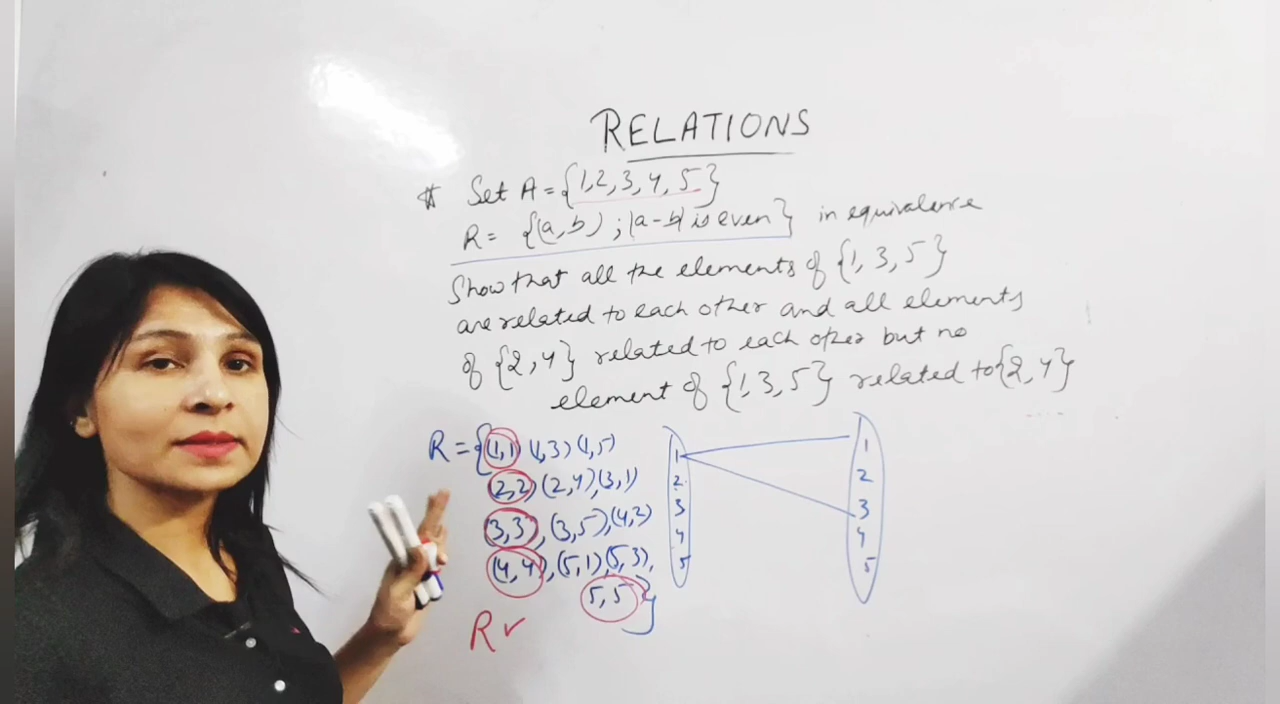 RELATIONS
# Set A = {1,2,3,4,5}
R = {(a,b) ; |a-b| is even} in equivalence
Show that all the elements of {1,3,5}
are related to each other and all elements
of {2,4} related to each other but no
element of {1,3,5} related to {2,4}
R = {(1,1) (1,3) (1,5)
(2,2) (2,4), (3,1)
(3,3), (3,5), (4,2)
(4,4), (5,1) (5,3),
5,5)}
R ✓
1
2
3
4
5
1
2
3
4
5